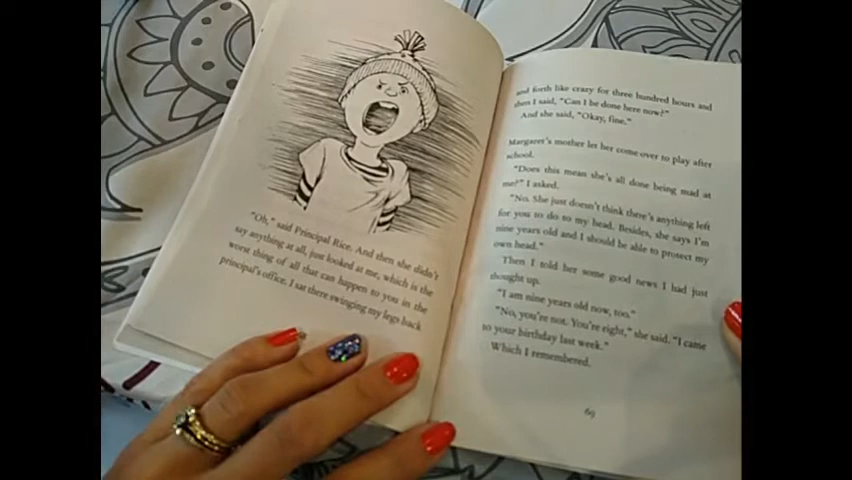 "Oh," said Principal Rice. And then she didn't
say anything at all, just looked at me, which is the
worst thing of all that can happen to you in the
principal's office. I sat there swinging my legs back
and forth like crazy for three hundred hours and
then I said, "Can I be done here now?"
And she said, "Okay, fine."
Margaret's mother let her come over to play after
school.
"Does this mean she's all done being mad at
me?" I asked.
"No. She just doesn't think there's anything left
for you to do to my head. Besides, she says I'm
nine years old and I should be able to protect my
own head."
Then I told her some good news I had just
thought up.
"I am nine years old now, too."
"No, you're not. You're eight," she said. "I came
to your birthday last week."
Which I remembered.
69